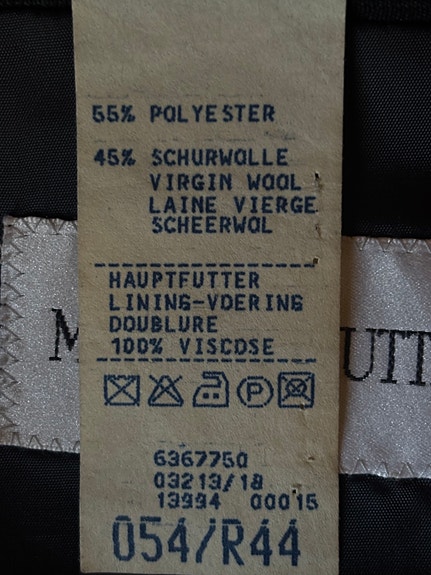 55% POLYESTER
45% SCHURWOLLE
VIRGIN WOOL
LAINE VIERGE
SCHEERWOL
HAUPTFUTTER
LINING-VOERING
DOUBLURE
100% VISCOSE
P
6367750
03213/18
13994 00015
054/R44